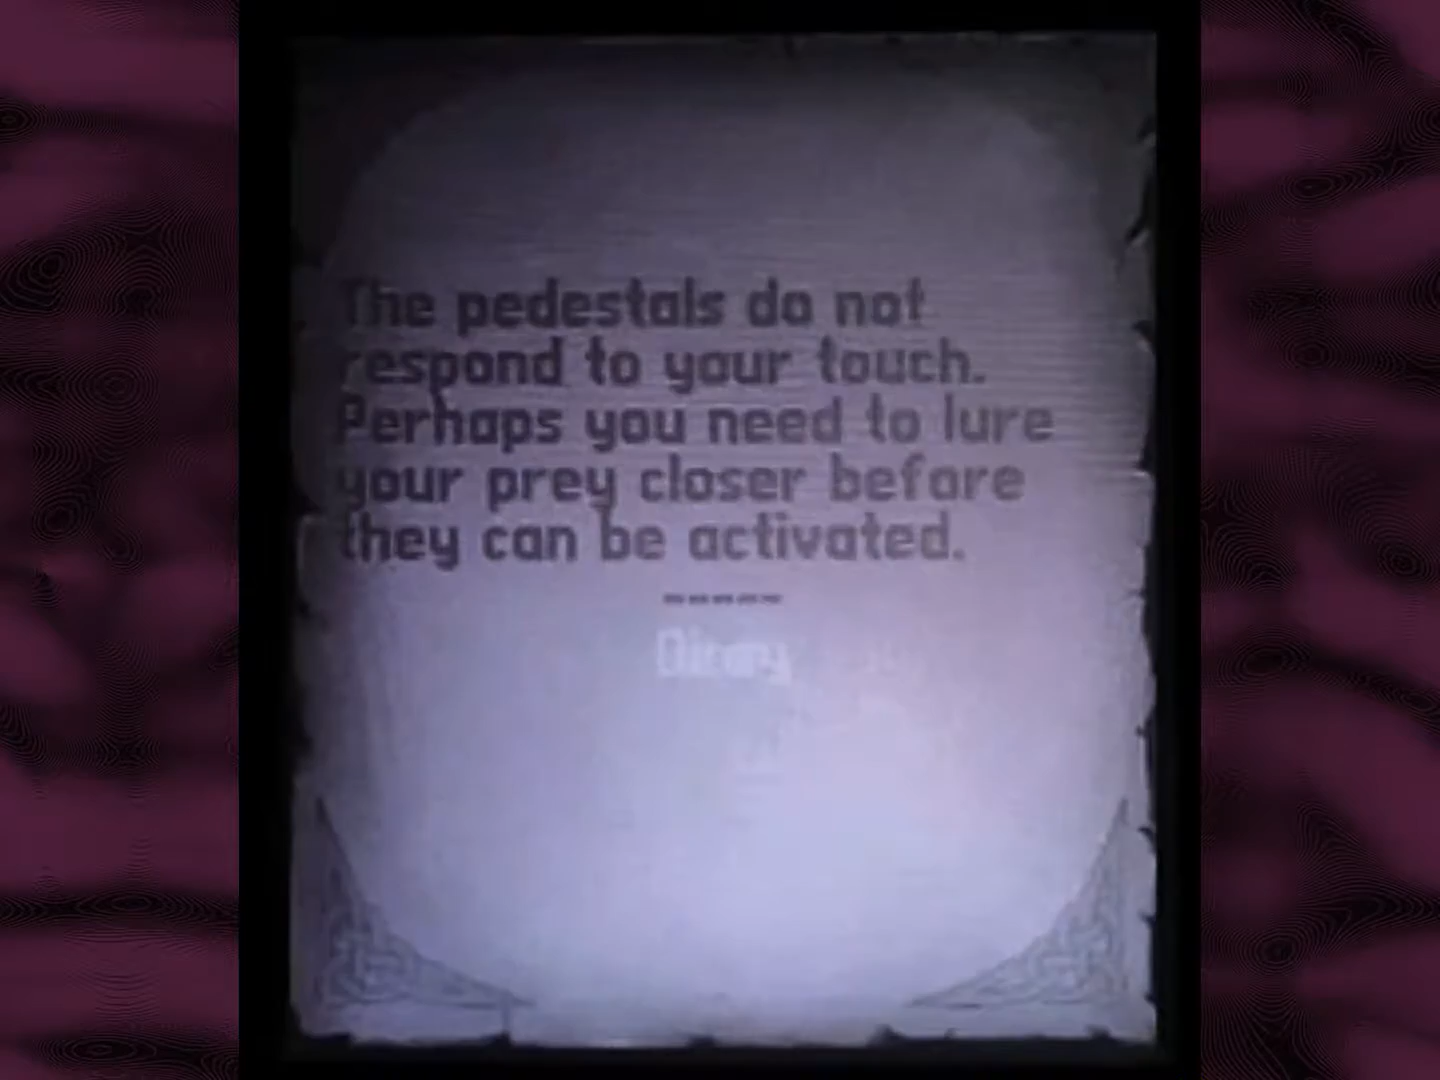 The pedestals do not
respond to your touch.
Perhaps you need to lure
your prey closer before
they can be activated.
-----